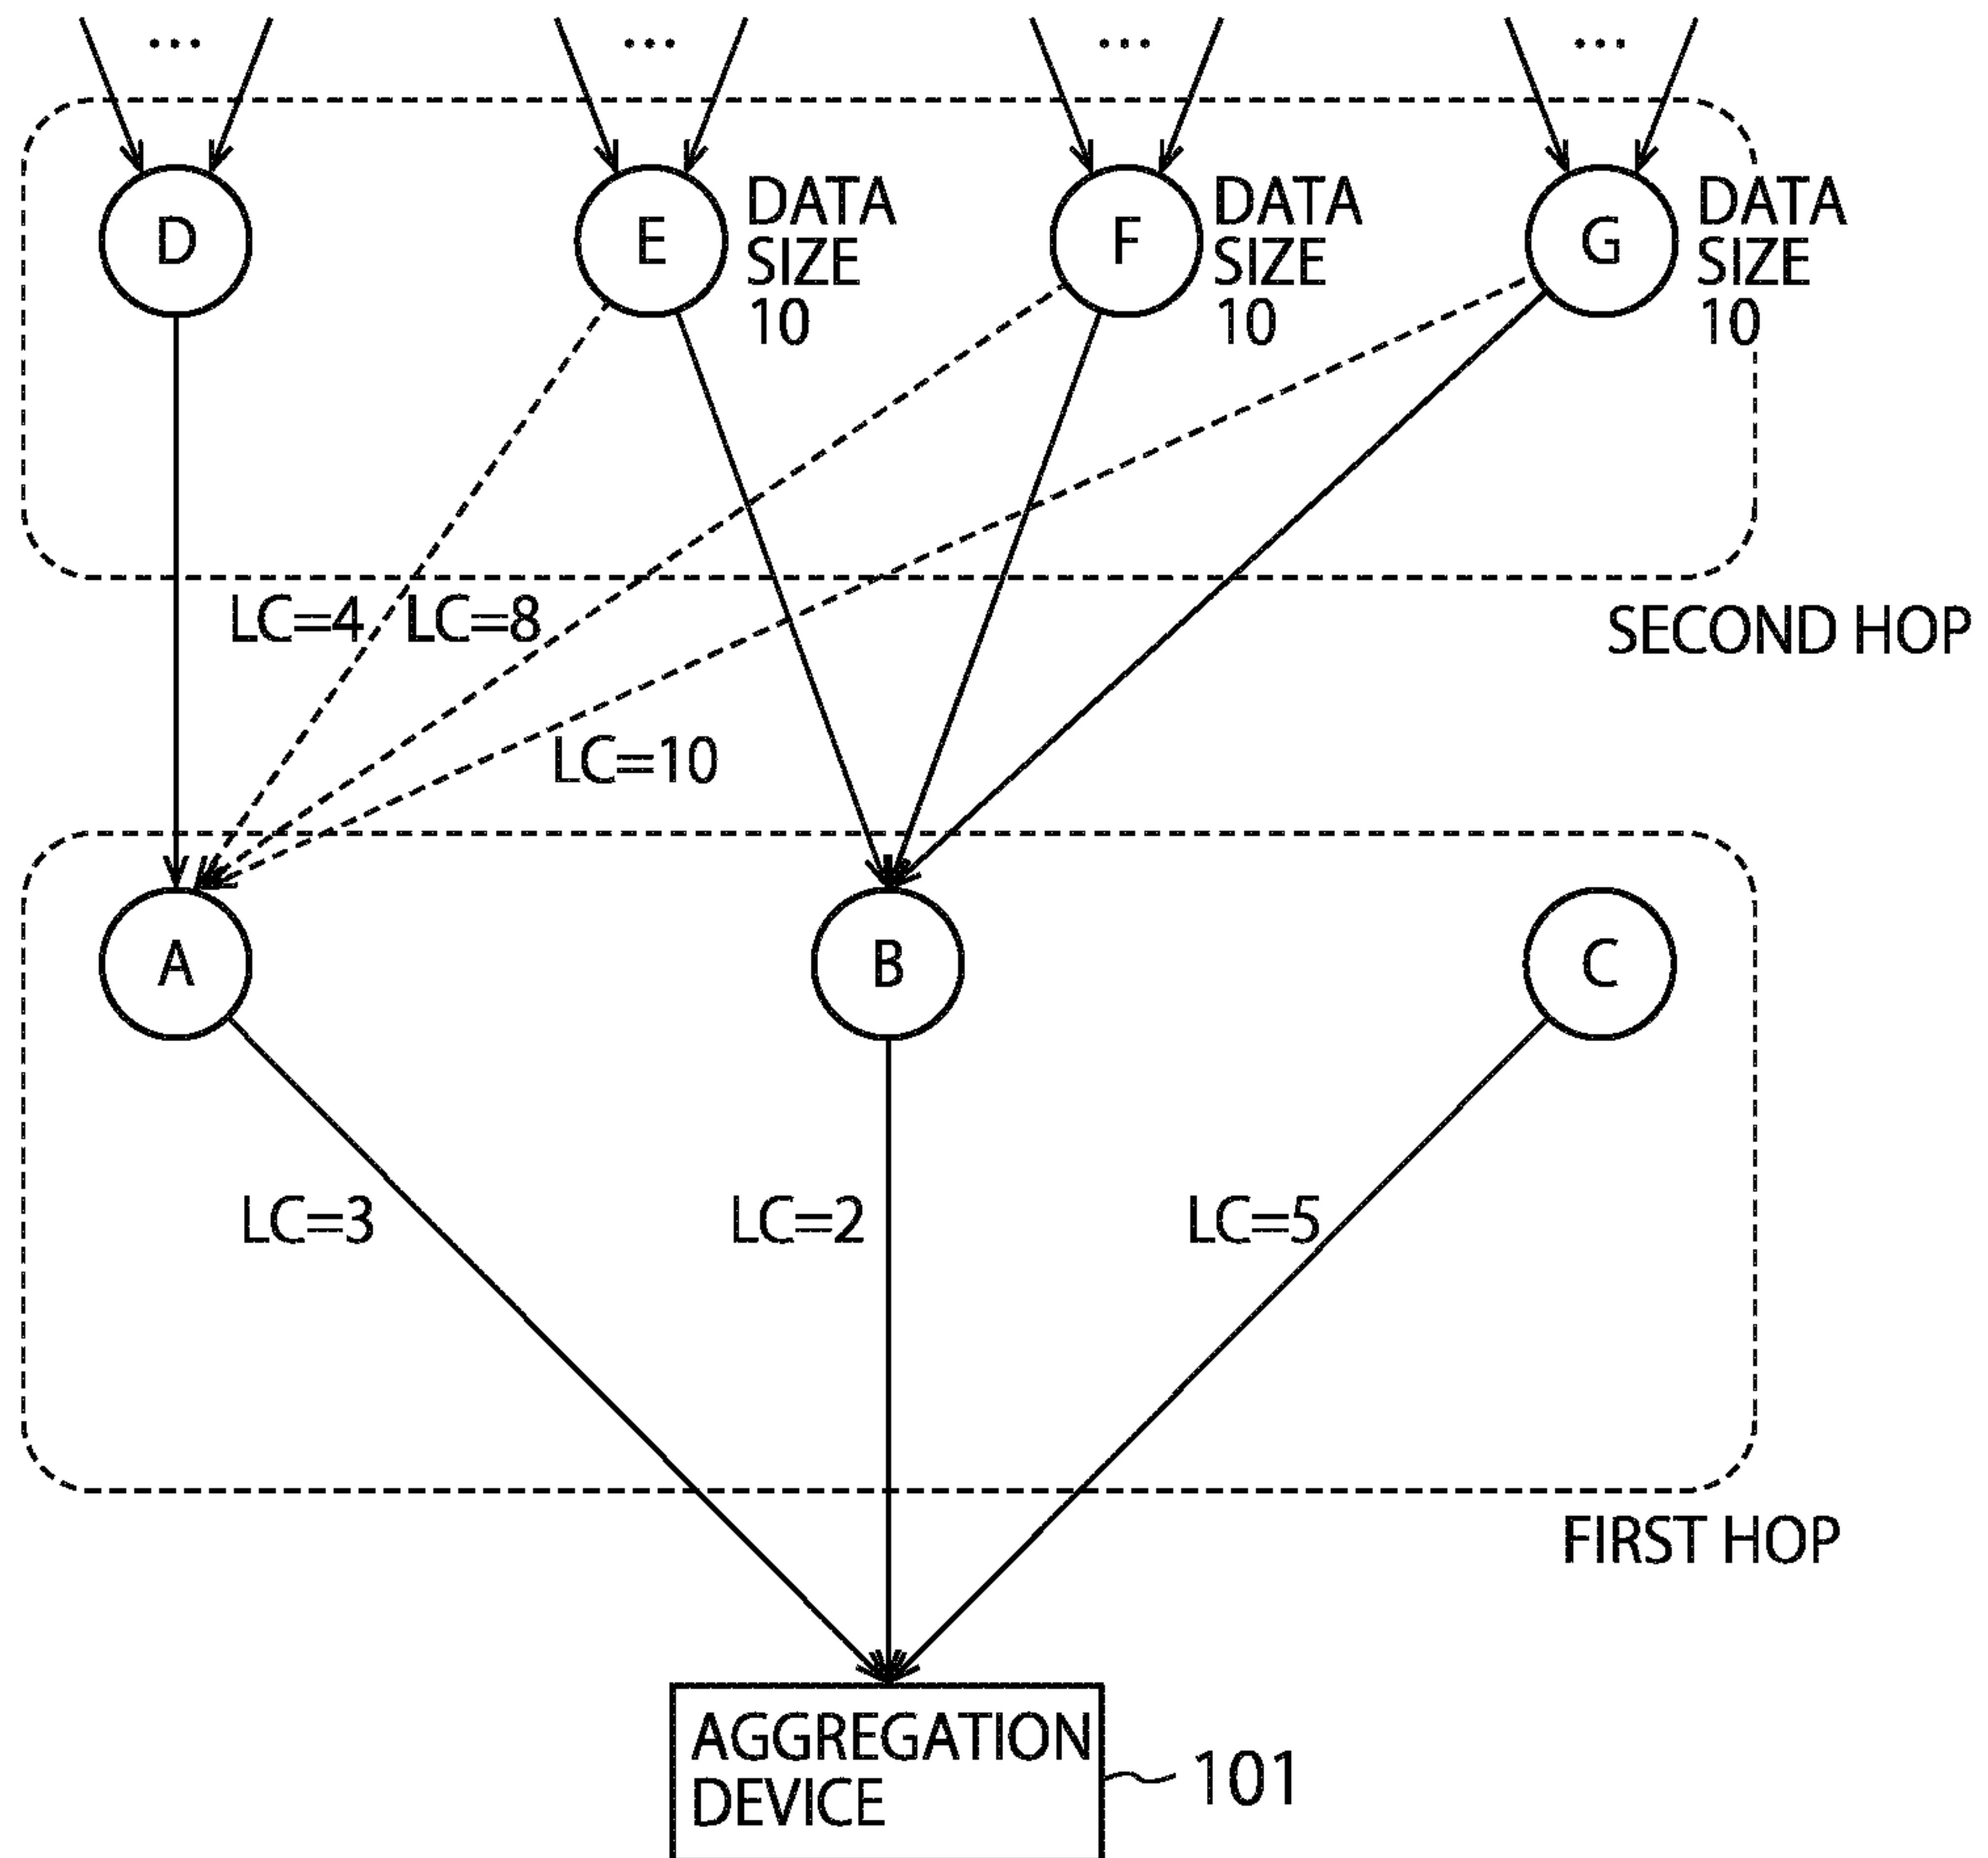 ... ... ... ...
D E F G
DATA
SIZE
10
DATA
SIZE
10
DATA
SIZE
10
LC=4 LC=8
SECOND HOP
LC=10
A B C
LC=3 LC=2 LC=5
FIRST HOP
AGGREGATION
DEVICE
101